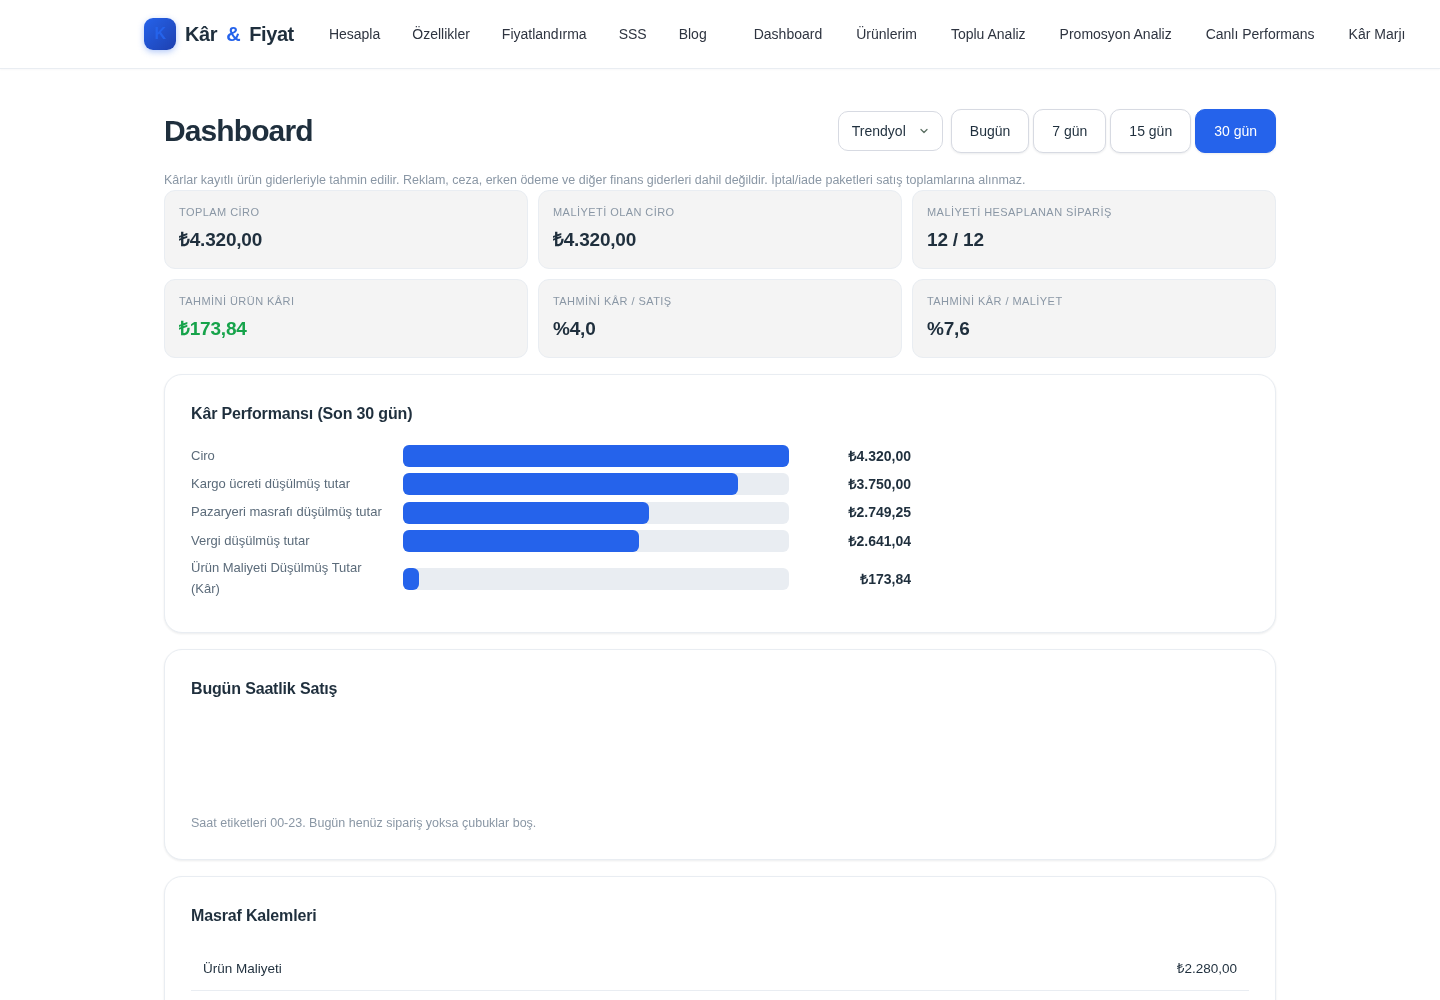 K Kâr & Fiyat Hesapla Özellikler Fiyatlandırma SSS Blog Dashboard Ürünlerim Toplu Analiz Promosyon Analiz Canlı Performans Kâr Marjı
Dashboard
Trendyol Bugün 7 gün 15 gün 30 gün
Kârlar kayıtlı ürün giderleriyle tahmin edilir. Reklam, ceza, erken ödeme ve diğer finans giderleri dahil değildir. İptal/iade paketleri satış toplamlarına alınmaz.
TOPLAM CİRO
₺4.320,00
MALİYETİ OLAN CİRO
₺4.320,00
MALİYETİ HESAPLANAN SİPARİŞ
12 / 12
TAHMİNİ ÜRÜN KÂRI
₺173,84
TAHMİNİ KÂR / SATIŞ
%4,0
TAHMİNİ KÂR / MALİYET
%7,6
Kâr Performansı (Son 30 gün)
Ciro ₺4.320,00
Kargo ücreti düşülmüş tutar ₺3.750,00
Pazaryeri masrafı düşülmüş tutar ₺2.749,25
Vergi düşülmüş tutar ₺2.641,04
Ürün Maliyeti Düşülmüş Tutar
(Kâr) ₺173,84
Bugün Saatlik Satış
Saat etiketleri 00-23. Bugün henüz sipariş yoksa çubuklar boş.
Masraf Kalemleri
Ürün Maliyeti ₺2.280,00